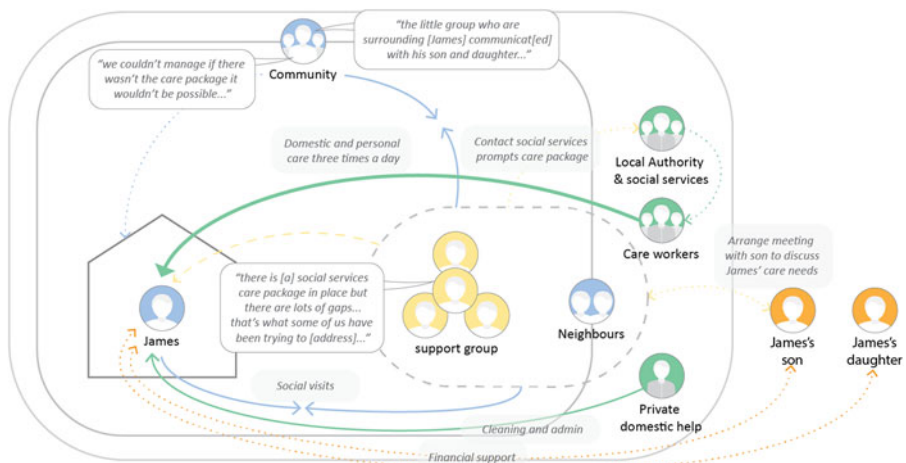 "the little group who are
surrounding [James] communicat[ed]
with his son and daughter..."
"we couldn't manage if there
wasn't the care package it
wouldn't be possible..."
Community
Domestic and personal
care three times a day
Contact social services
prompts care package
Local Authority
& social services
Care workers
Arrange meeting
with son to discuss
James' care needs
"there is [a] social services
care package in place but
there are lots of gaps...
that's what some of us have
been trying to [address]..."
James
support group
Neighbours
James's
son
James's
daughter
Social visits
Private
domestic help
Cleaning and admin
Financial support